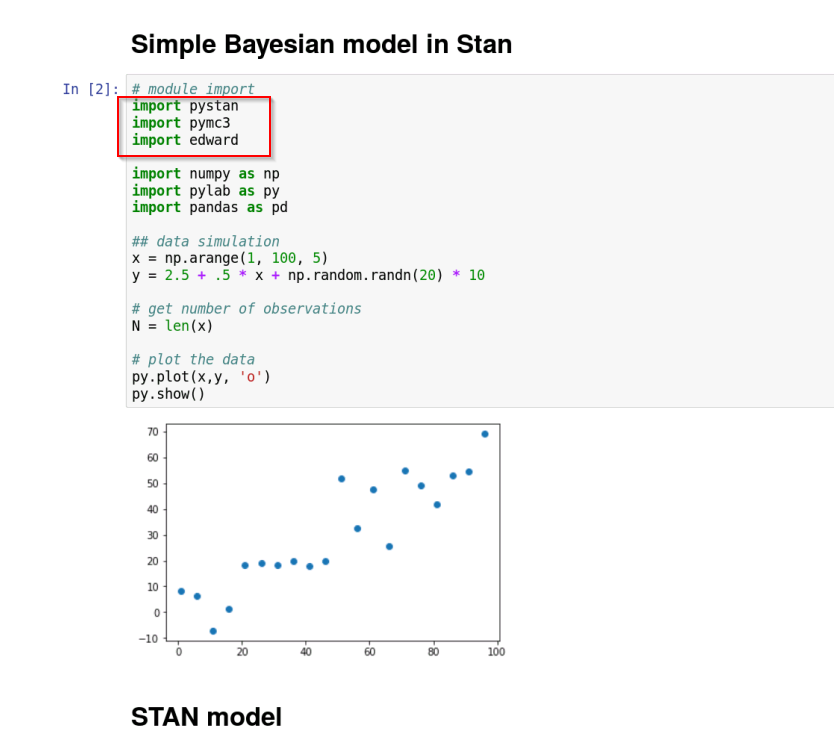 Simple Bayesian model in Stan
In [2]: # module import
import pystan
import pymc3
import edward
import numpy as np
import pylab as py
import pandas as pd
## data simulation
x = np.arange(1, 100, 5)
y = 2.5 + .5 * x + np.random.randn(20) * 10
# get number of observations
N = len(x)
# plot the data
py.plot(x,y, 'o')
py.show()
70
60
50
40
30
20
10
0
−10
0 20 40 60 80 100
STAN model